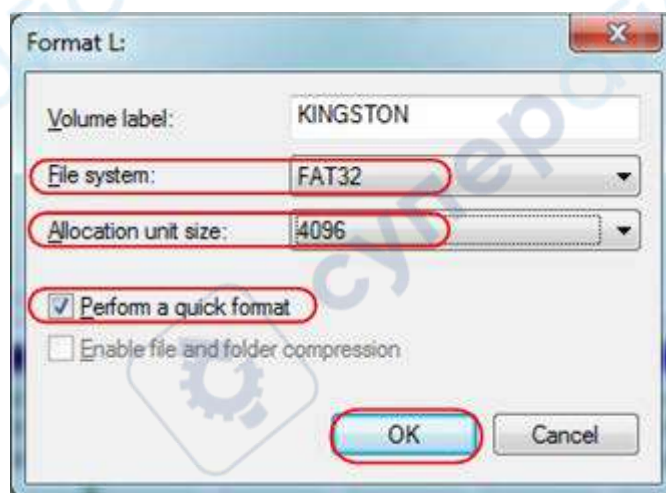 Format L:
Volume label: KINGSTON
File system: FAT32
Allocation unit size: 4096
Perform a quick format
Enable file and folder compression
OK Cancel
супер